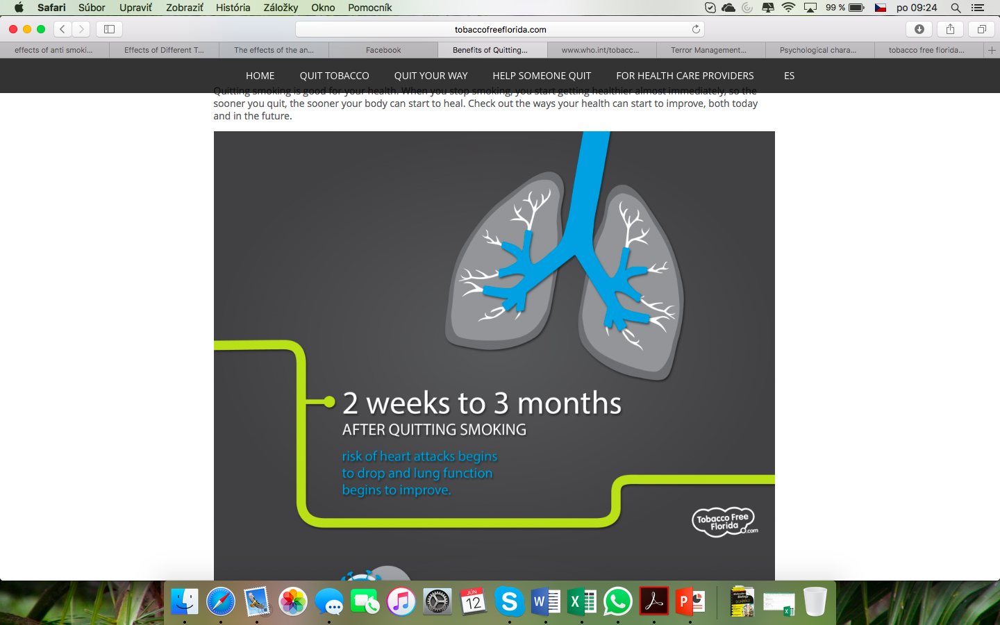 Safari Súbor Upraviť Zobraziť História Záložky Okno Pomocník 99 % po 09:24
tobaccofreeflorida.com
effects of anti smoki... Effects of Different T... The effects of the an... Facebook Benefits of Quitting... www.who.int/tobacc... Terror Management... Psychological chara... tobacco free florida...
HOME QUIT TOBACCO QUIT YOUR WAY HELP SOMEONE QUIT FOR HEALTH CARE PROVIDERS ES
Quitting smoking is good for your health. When you stop smoking, you start getting healthier almost immediately, so the
sooner you quit, the sooner your body can start to heal. Check out the ways your health can start to improve, both today
and in the future.
2 weeks to 3 months
AFTER QUITTING SMOKING
risk of heart attacks begins
to drop and lung function
begins to improve.
Tobacco Free
Florida
.com
JÚN
12